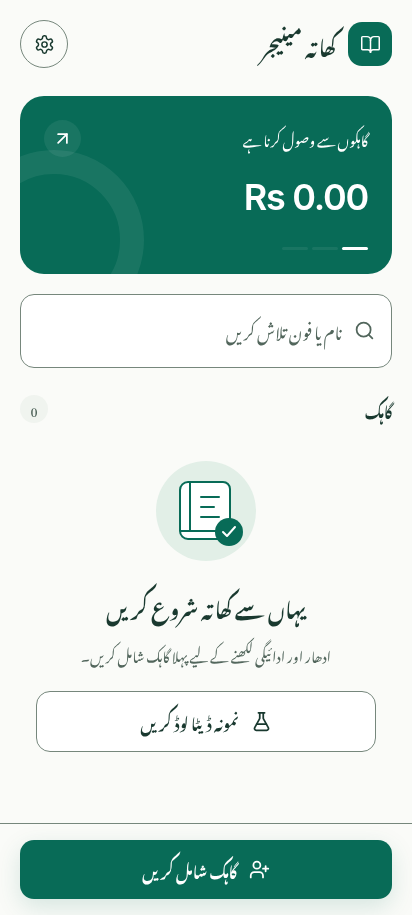 کھاتہ مینیجر
گاہکوں سے وصول کرنا ہے
Rs 0.00
نام یا فون تلاش کریں
گاہک
0
یہاں سے کھاتہ شروع کریں
ادھار اور ادائیگی لکھنے کے لیے پہلا گاہک شامل کریں۔
نمونہ ڈیٹا لوڈ کریں
گاہک شامل کریں